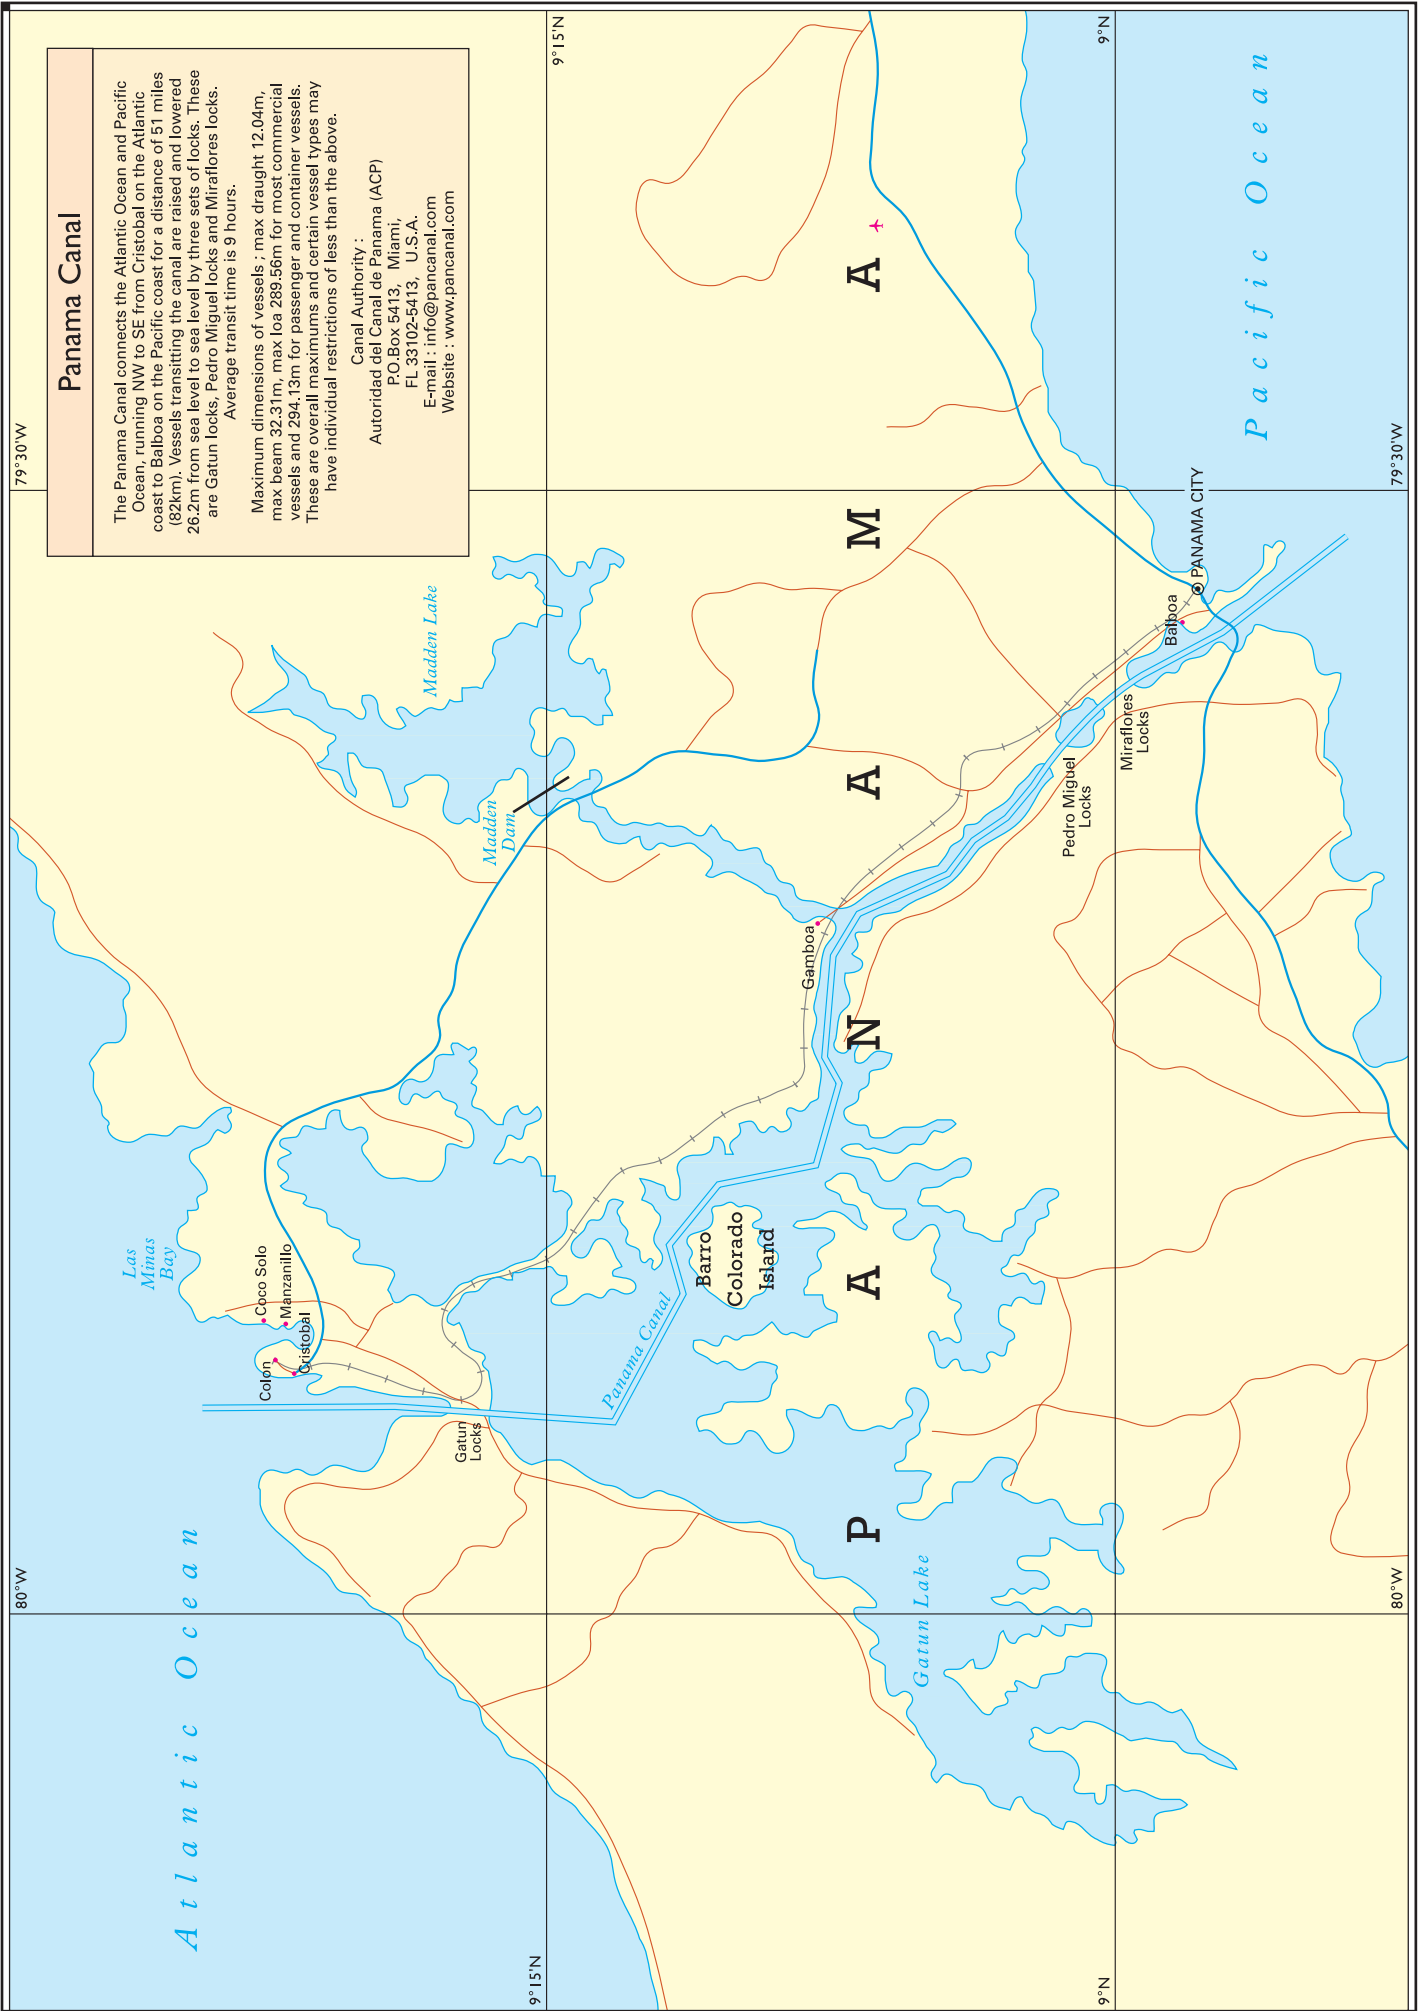 Panama Canal
The Panama Canal connects the Atlantic Ocean and Pacific
Ocean, running NW to SE from Cristobal on the Atlantic
coast to Balboa on the Pacific coast for a distance of 51 miles
(82km). Vessels transitting the canal are raised and lowered
26.2m from sea level to sea level by three sets of locks. These
are Gatun locks, Pedro Miguel locks and Miraflores locks.
Average transit time is 9 hours.
Maximum dimensions of vessels ; max draught 12.04m,
max beam 32.31m, max loa 289.56m for most commercial
vessels and 294.13m for passenger and container vessels.
These are overall maximums and certain vessel types may
have individual restrictions of less than the above.
Canal Authority :
Autoridad del Canal de Panama (ACP)
P.O.Box 5413, Miami,
FL 33102-5413, U.S.A.
E-mail : info@pancanal.com
Website : www.pancanal.com
80°W
79°30'W
Atlantic Ocean
Las
Minas
Bay
Coco Solo
Manzanillo
Colon
Cristobal
Gatun
Locks
Madden Lake
Madden
Dam
9°15'N
9°15'N
Panama Canal
Barro
Colorado
Island
Gamboa
PANAMA
Gatun Lake
Pedro Miguel
Locks
Miraflores
Locks
9°N
9°N
Balboa
PANAMA CITY
Pacific Ocean
80°W
79°30'W